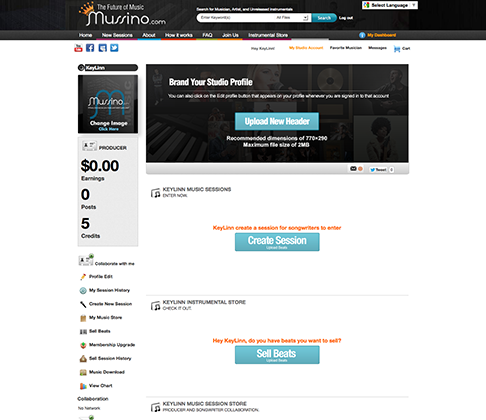 The Future of Music
Mussino.com
Search for Musician, Artist, and Unreleased Instrumentals
Enter Keyword(s)
All Files
Search
Log out
Select Language
Home
New Sessions
About
How it works
FAQ
Join Us
Instrumental Store
My Dashboard
Hey KeyLinn!
My Studio Account
Favorite Musician
Messages
Cart
KeyLinn
Mussino
Change Image
Click Here
PRODUCER
$0.00
Earnings
0
Posts
5
Credits
Collaborate with me
Profile Edit
My Session History
Create New Session
My Music Store
Sell Beats
Membership Upgrade
Sell Session History
Music Download
View Chart
Collaboration
No Network
Brand Your Studio Profile
You can also click on the Edit profile button that appears on your profile whenever you are signed in to that account
Upload New Header
Recommended dimensions of 770×290
Maximum file size of 2MB
Tweet
0
KEYLINN MUSIC SESSIONS
ENTER NOW.
KeyLinn create a session for songwriters to enter
Create Session
Upload Beats
KEYLINN INSTRUMENTAL STORE
CHECK IT OUT.
Hey KeyLinn, do you have beats you want to sell?
Sell Beats
Upload Beats
KEYLINN MUSIC SESSION STORE
PRODUCER AND SONGWRITER COLLABORATION.